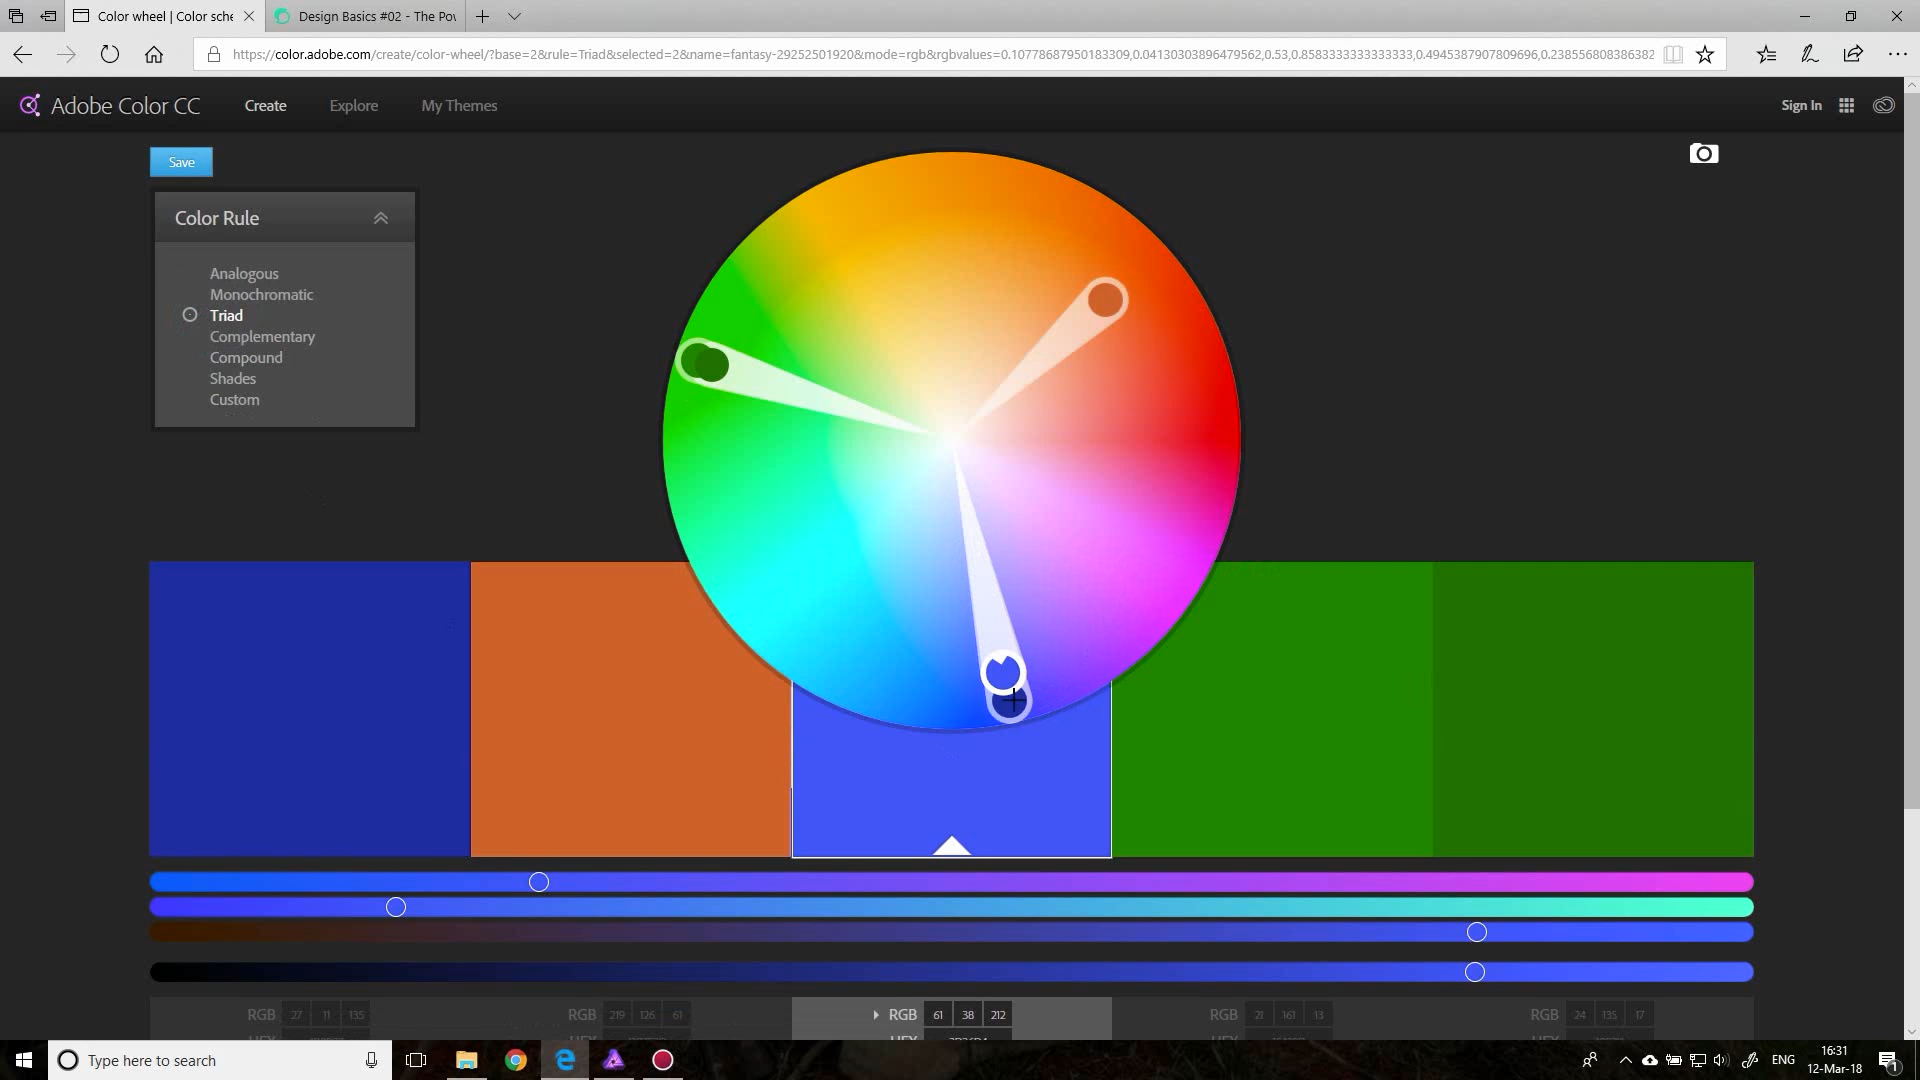 Color wheel | Color sche
Design Basics #02 - The Pov
https://color.adobe.com/create/color-wheel/?base=2&rule=Triad&selected=2&name=fantasy-29252501920&mode=rgb&rgbvalues=0.10778687950183309,0.04130303896479562,0.53,0.8583333333333333,0.4945387907809696,0.238556808386382
Adobe Color CC
Create
Explore
My Themes
Sign In
Save
Color Rule
Analogous
Monochromatic
Triad
Complementary
Compound
Shades
Custom
RGB 27 11 135
RGB 219 126 61
RGB 61 38 212
RGB 21 161 13
RGB 24 135 17
Type here to search
ENG
16:31
12-Mar-18
1